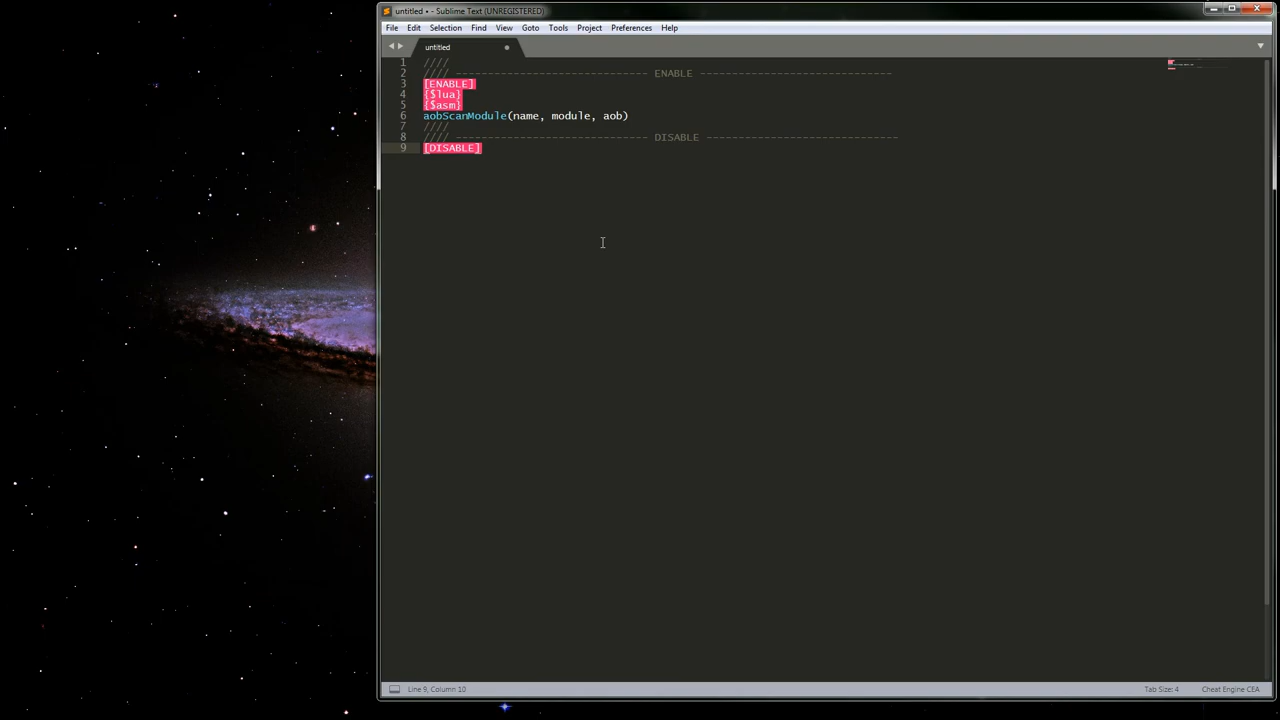 untitled • - Sublime Text (UNREGISTERED)
File Edit Selection Find View Goto Tools Project Preferences Help
untitled
1 ////
2 //// ------------------------------ ENABLE ------------------------------
3 [ENABLE]
4 {$lua}
5 {$asm}
6 aobScanModule(name, module, aob)
7 ////
8 //// ------------------------------ DISABLE ------------------------------
9 [DISABLE]
Line 9, Column 10 Tab Size: 4 Cheat Engine CEA